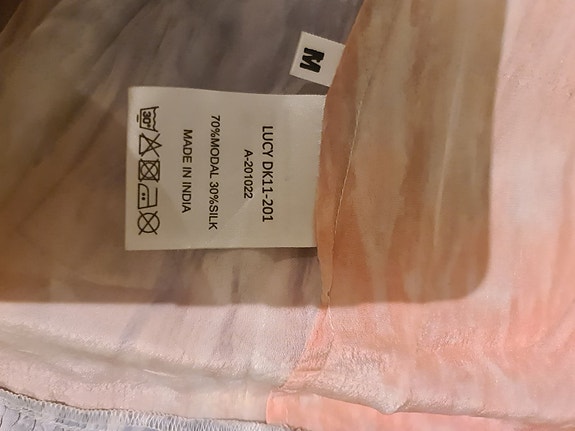 M
LUCY DK11-201
A-201022
70%MODAL 30%SILK
MADE IN INDIA
30°